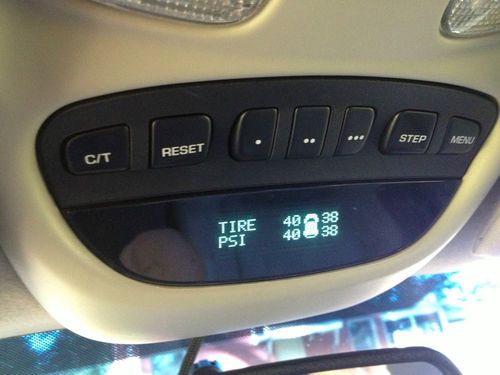 C/T
RESET
•
••
•••
STEP
MENU
TIRE 40 38
PSI 40 38